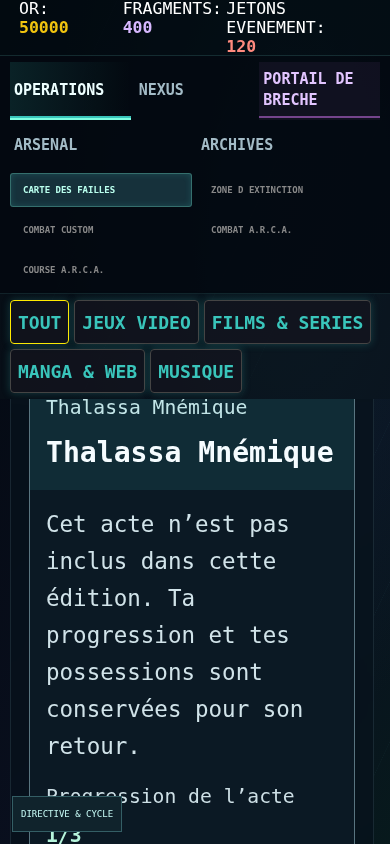 OR: FRAGMENTS: JETONS
50000 400 EVENEMENT:
120
OPERATIONS NEXUS PORTAIL DE
BRECHE
ARSENAL ARCHIVES
CARTE DES FAILLES ZONE D EXTINCTION
COMBAT CUSTOM COMBAT A.R.C.A.
COURSE A.R.C.A.
TOUT JEUX VIDEO FILMS & SERIES
MANGA & WEB MUSIQUE
Thalassa Mnémique
Thalassa Mnémique
Cet acte n’est pas
inclus dans cette
édition. Ta
progression et tes
possessions sont
conservées pour son
retour.
Progression de l’acte
DIRECTIVE & CYCLE
1/3